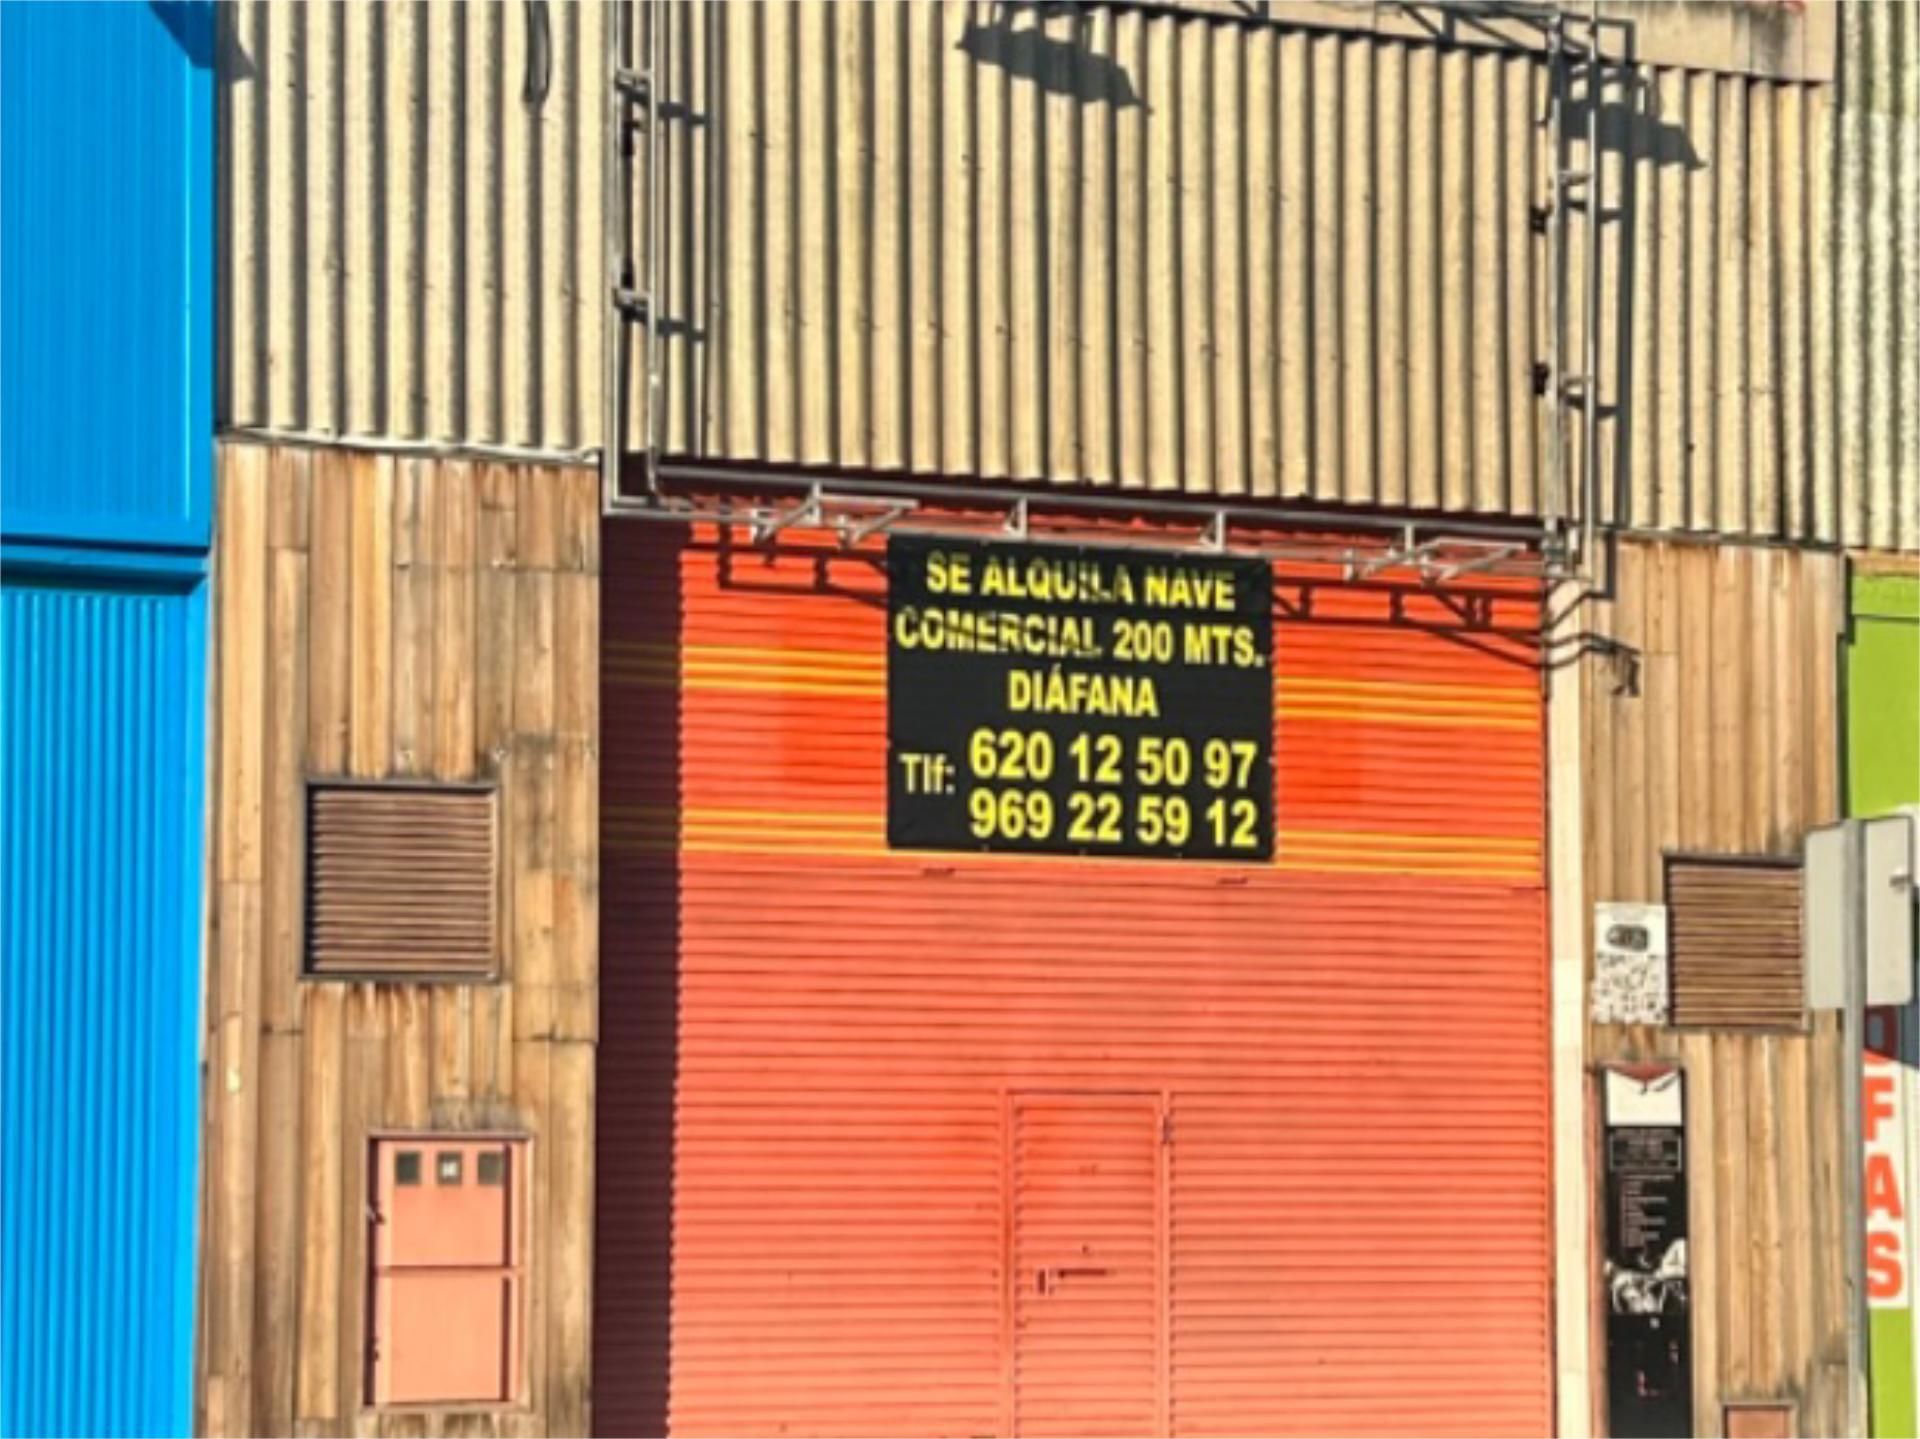 SE ALQUILA NAVE
COMERCIAL 200 MTS.
DIÁFANA
Tlf: 620 12 50 97
969 22 59 12
FAS